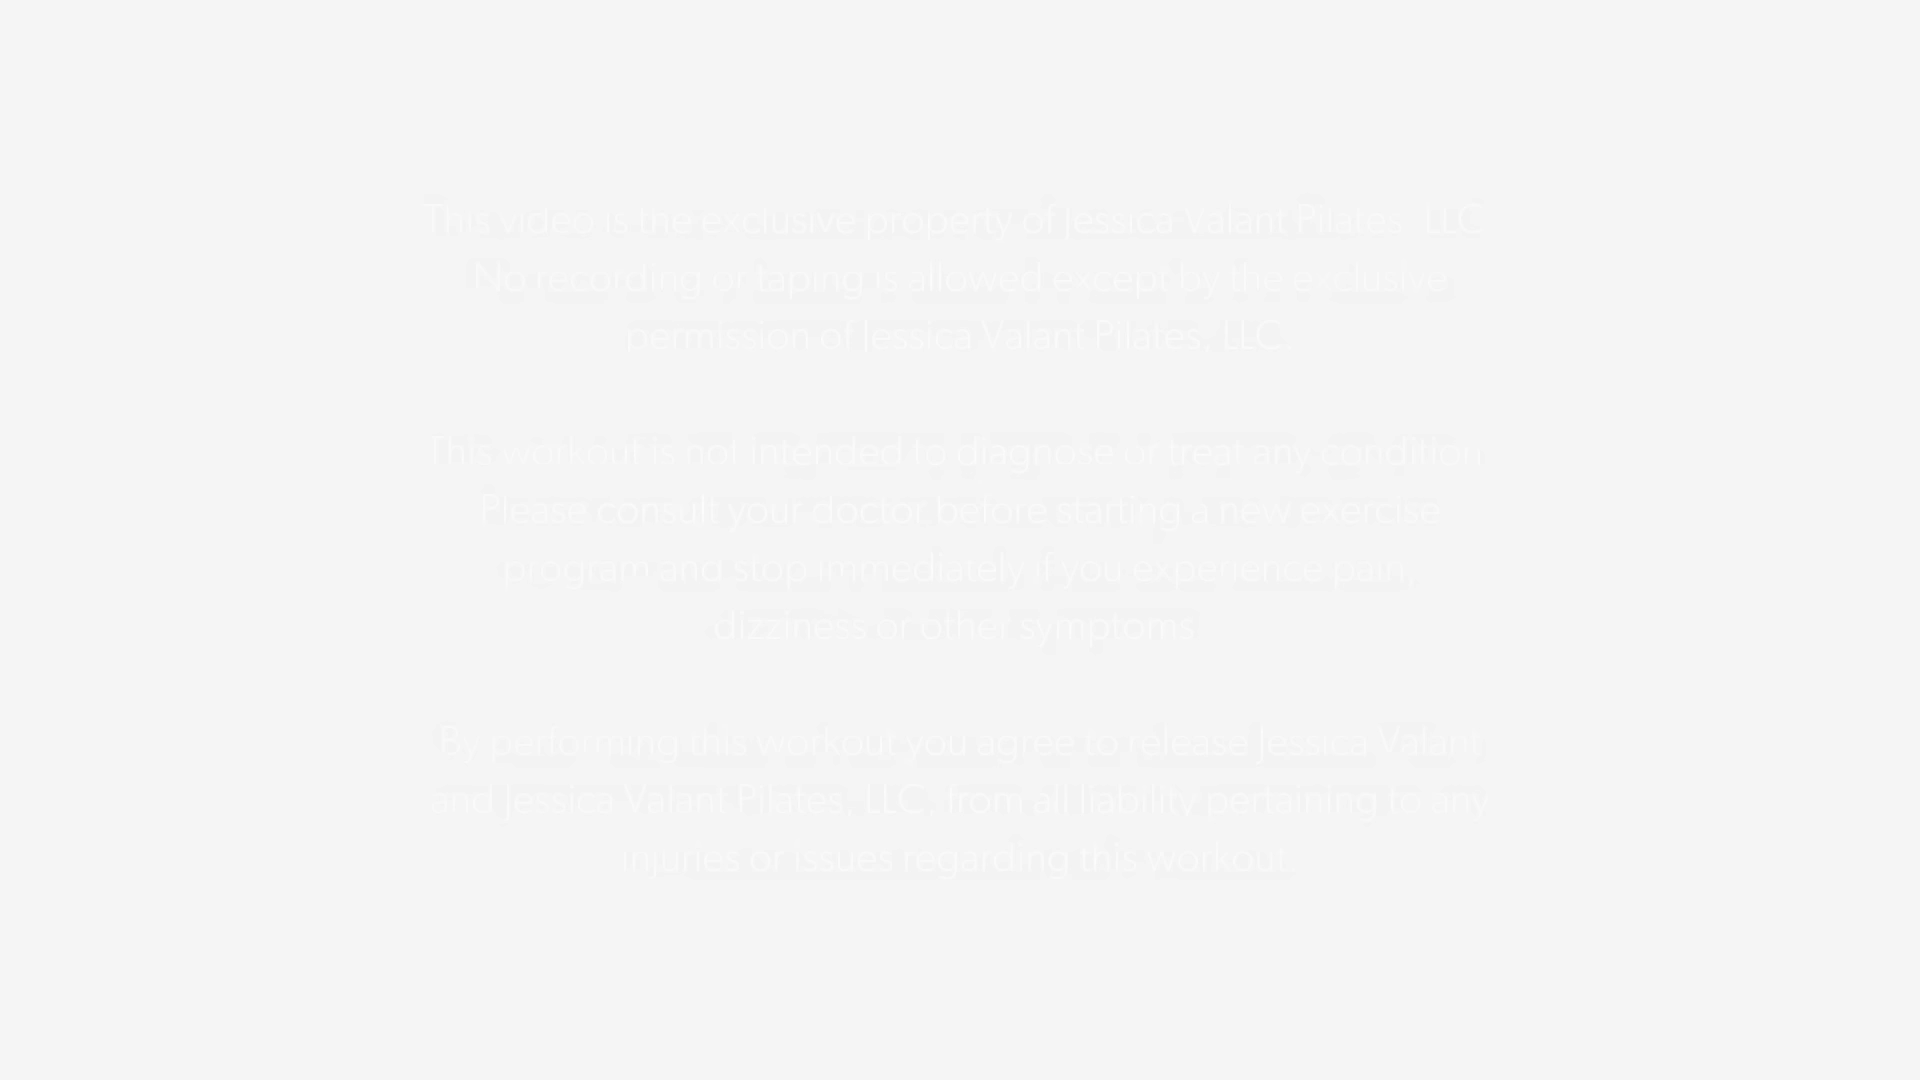 This video is the exclusive property of Jessica Valant Pilates, LLC.
No recording or taping is allowed except by the exclusive
permission of Jessica Valant Pilates, LLC.
This workout is not intended to diagnose or treat any condition.
Please consult your doctor before starting a new exercise
program and stop immediately if you experience pain,
dizziness or other symptoms.
By performing this workout you agree to release Jessica Valant
and Jessica Valant Pilates, LLC, from all liability pertaining to any
injuries or issues regarding this workout.